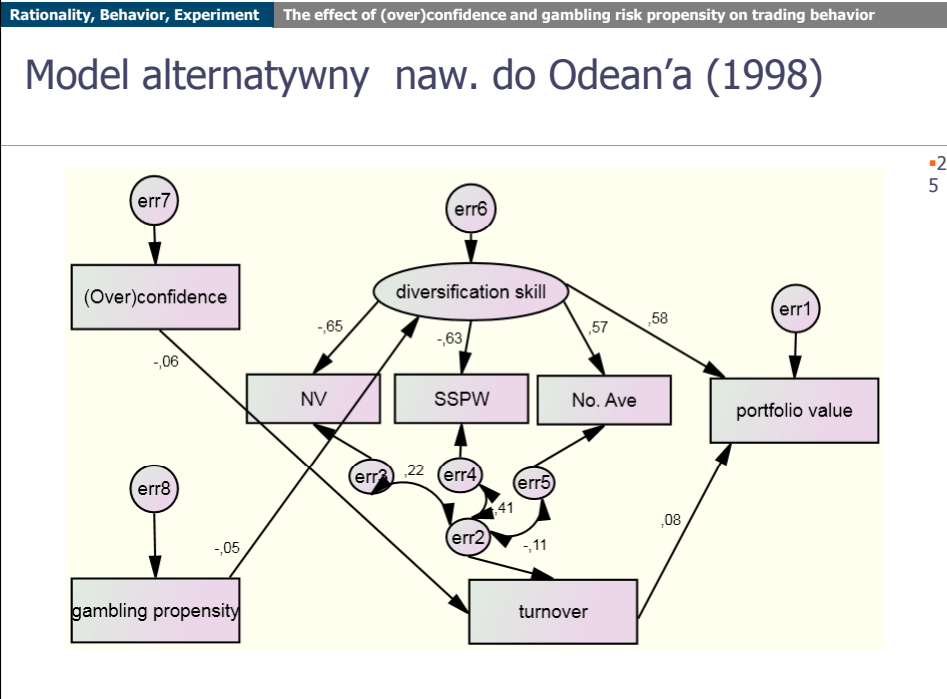 Rationality, Behavior, Experiment
The effect of (over)confidence and gambling risk propensity on trading behavior
Model alternatywny naw. do Odean’a (1998)
▪2
5
err7
err6
(Over)confidence
diversification skill
err1
-,65
-,63
,57
,58
-,06
NV
SSPW
No. Ave
portfolio value
err8
err3
,22
err4
err5
,41
err2
-,11
,08
-,05
gambling propensity
turnover